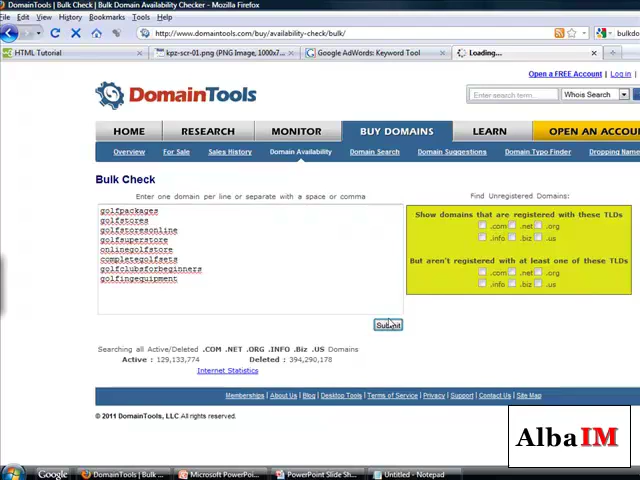 DomainTools | Bulk Check | Bulk Domain Availability Checker - Mozilla Firefox
File Edit View History Bookmarks Tools Help
http://www.domaintools.com/buy/availability-check/bulk/
HTML Tutorial
kpz-scr-01.png (PNG Image, 1000x7...
Google AdWords: Keyword Tool
Loading...
Open a FREE Account | Log in
DomainTools
Enter search term...
Whois Search
HOME RESEARCH MONITOR BUY DOMAINS LEARN OPEN AN ACCOU
Overview For Sale Sales History Domain Availability Domain Search Domain Suggestions Domain Typo Finder Dropping Name
Bulk Check
Enter one domain per line or separate with a space or comma
golfpackages
golfstores
golfstoresonline
golfsuperstore
onlinegolfstore
completegolfsets
golfclubsforbeginners
golfingequipment
Submit
Find Unregistered Domains:
Show domains that are registered with these TLDs
.com .net .org
.info .biz .us
But aren't registered with at least one of these TLDs
.com .net .org
.info .biz .us
Searching all Active/Deleted .COM .NET .ORG .INFO .Biz .US Domains
Active : 129,133,774 Deleted : 394,290,178
Internet Statistics
Memberships | About Us | Blog | Desktop Tools | Terms of Service | Privacy | Support | Contact Us | Site Map
© 2011 DomainTools, LLC All rights reserved.
AlbaIM
Google
DomainTools | Bulk ...
Microsoft PowerPoint ...
PowerPoint Slide Sh...
Untitled - Notepad